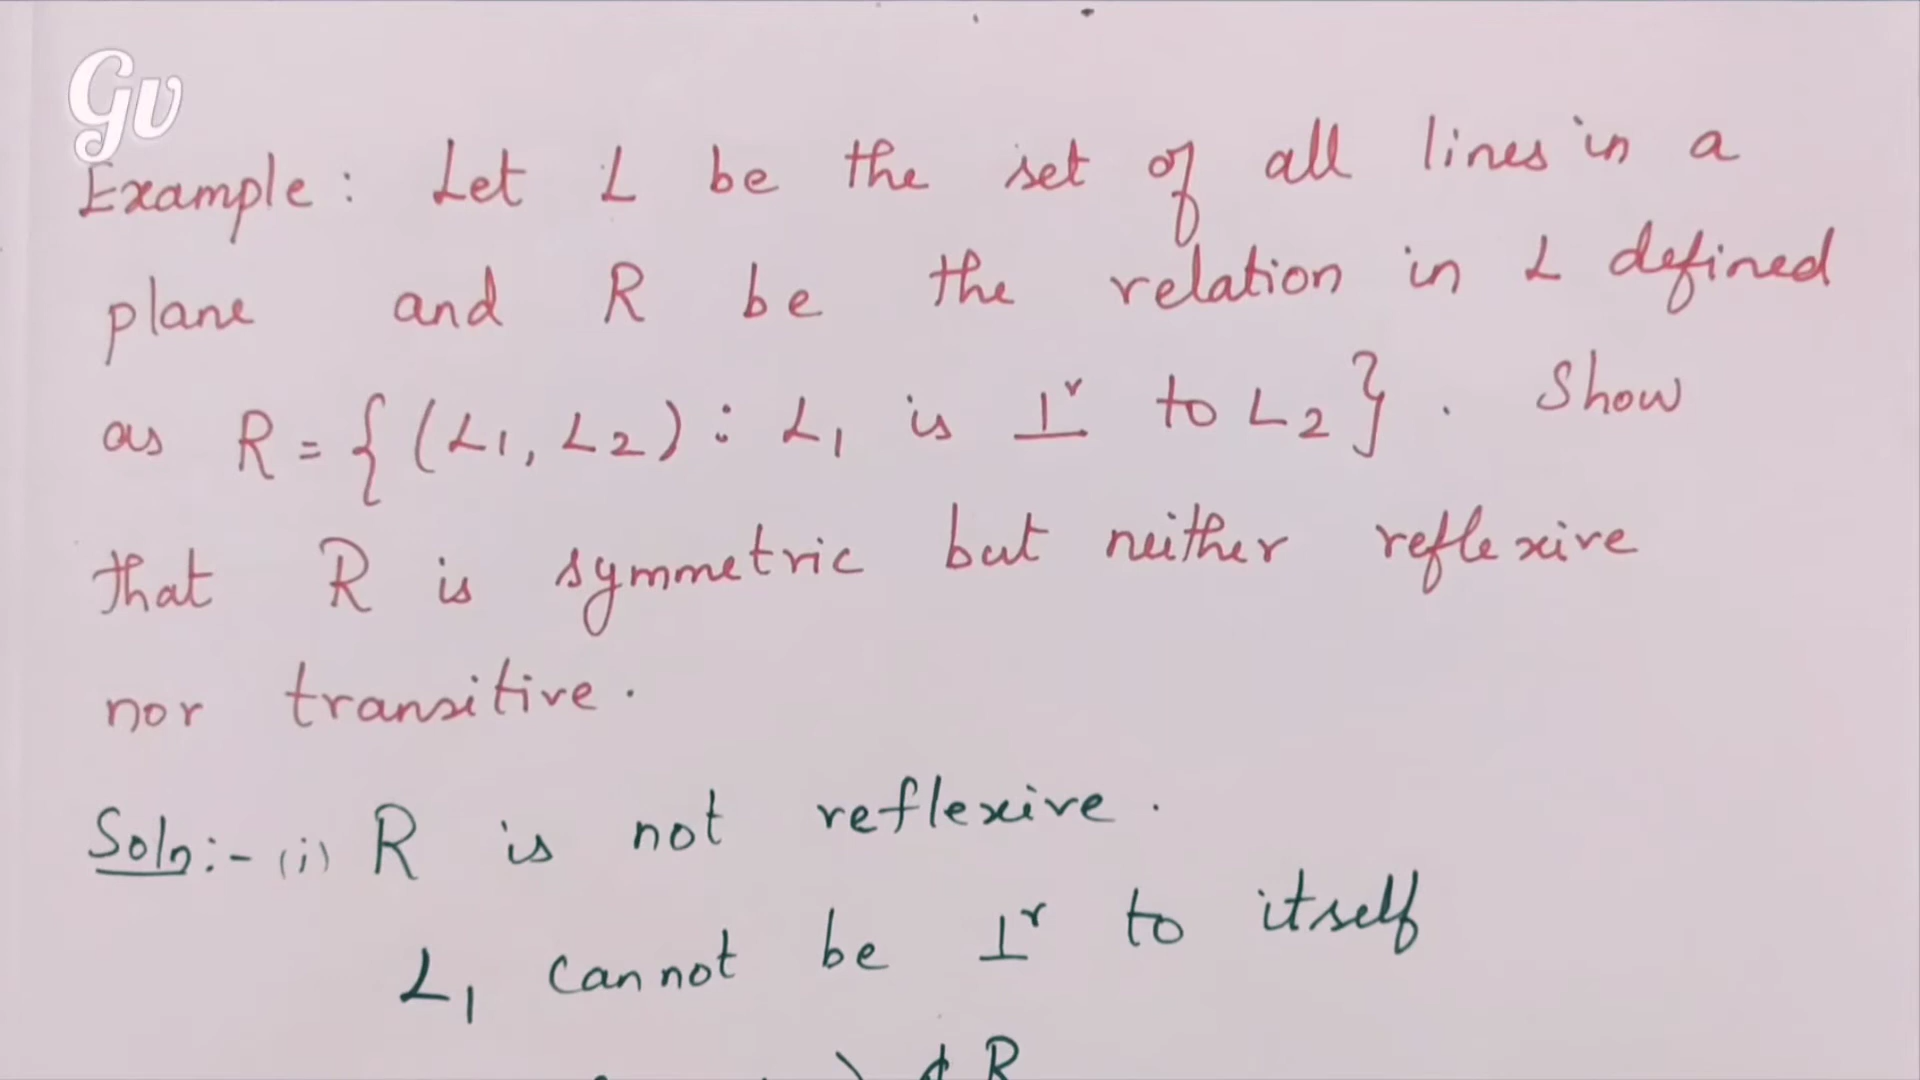 Gv
Example: Let L be the set of all lines in a
plane and R be the relation in L defined
as R = { (L1, L2) : L1 is ⊥r to L2 } . Show
that R is symmetric but neither reflexive
nor transitive.
Soln:- (i) R is not reflexive.
L1 cannot be ⊥r to itself
) ∉ R